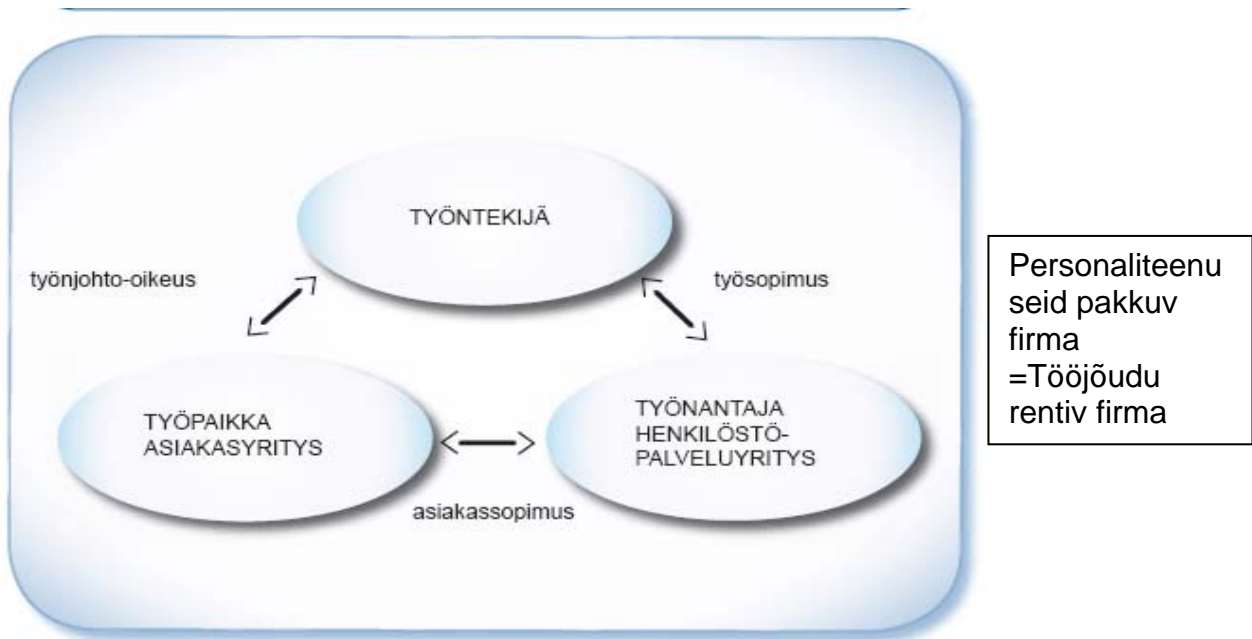 TYÖNTEKIJÄ
työnjohto-oikeus
työsopimus
TYÖPAIKKA
ASIAKASYRITYS
TYÖNANTAJA
HENKILÖSTÖ-
PALVELUYRITYS
asiakassopimus
Personaliteenu
seid pakkuv
firma
=Tööjõudu
rentiv firma